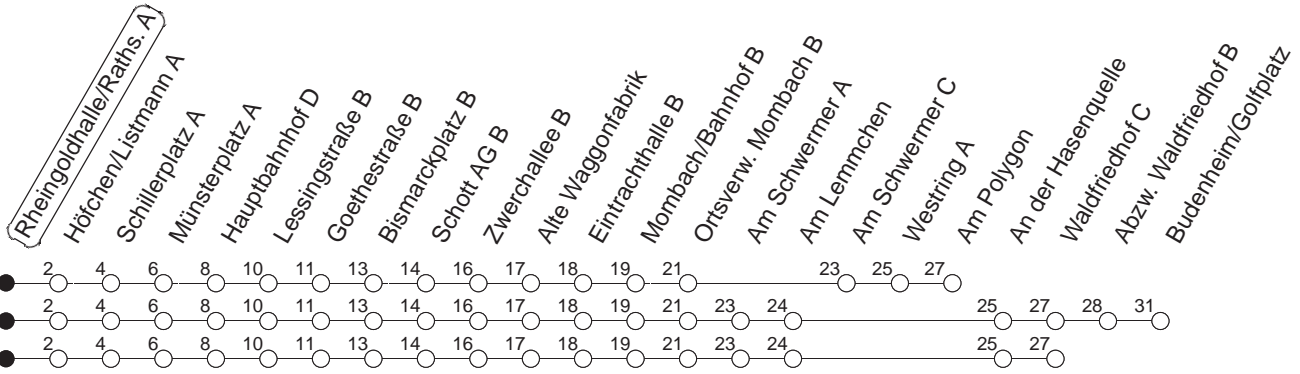 Rheingoldhalle/Raths. A
Höfchen/Listmann A
Schillerplatz A
Münsterplatz A
Hauptbahnhof D
Lessingstraße B
Goethestraße B
Bismarckplatz B
Schott AG B
Zwerchallee B
Alte Waggonfabrik
Eintrachthalle B
Mombach/Bahnhof B
Ortsverw. Mombach B
Am Schwermer A
Am Lemmchen
Am Schwermer C
Westring A
Am Polygon
An der Hasenquelle
Waldfriedhof C
Abzw. Waldfriedhof B
Budenheim/Golfplatz
2 4 6 8 10 11 13 14 16 17 18 19 21 23 25 27
2 4 6 8 10 11 13 14 16 17 18 19 21 23 24 25 27 28 31
2 4 6 8 10 11 13 14 16 17 18 19 21 23 24 25 27